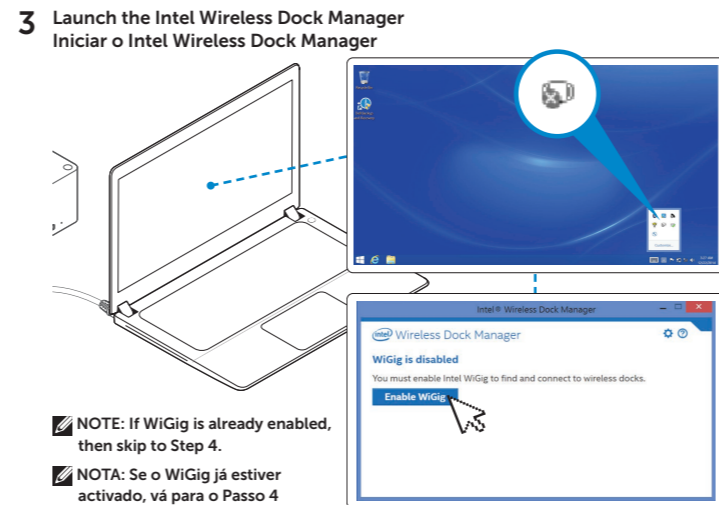 3 Launch the Intel Wireless Dock Manager
Iniciar o Intel Wireless Dock Manager
Intel® Wireless Dock Manager
intel Wireless Dock Manager
WiGig is disabled
You must enable Intel WiGig to find and connect to wireless docks.
Enable WiGig
NOTE: If WiGig is already enabled,
then skip to Step 4.
NOTA: Se o WiGig já estiver
activado, vá para o Passo 4